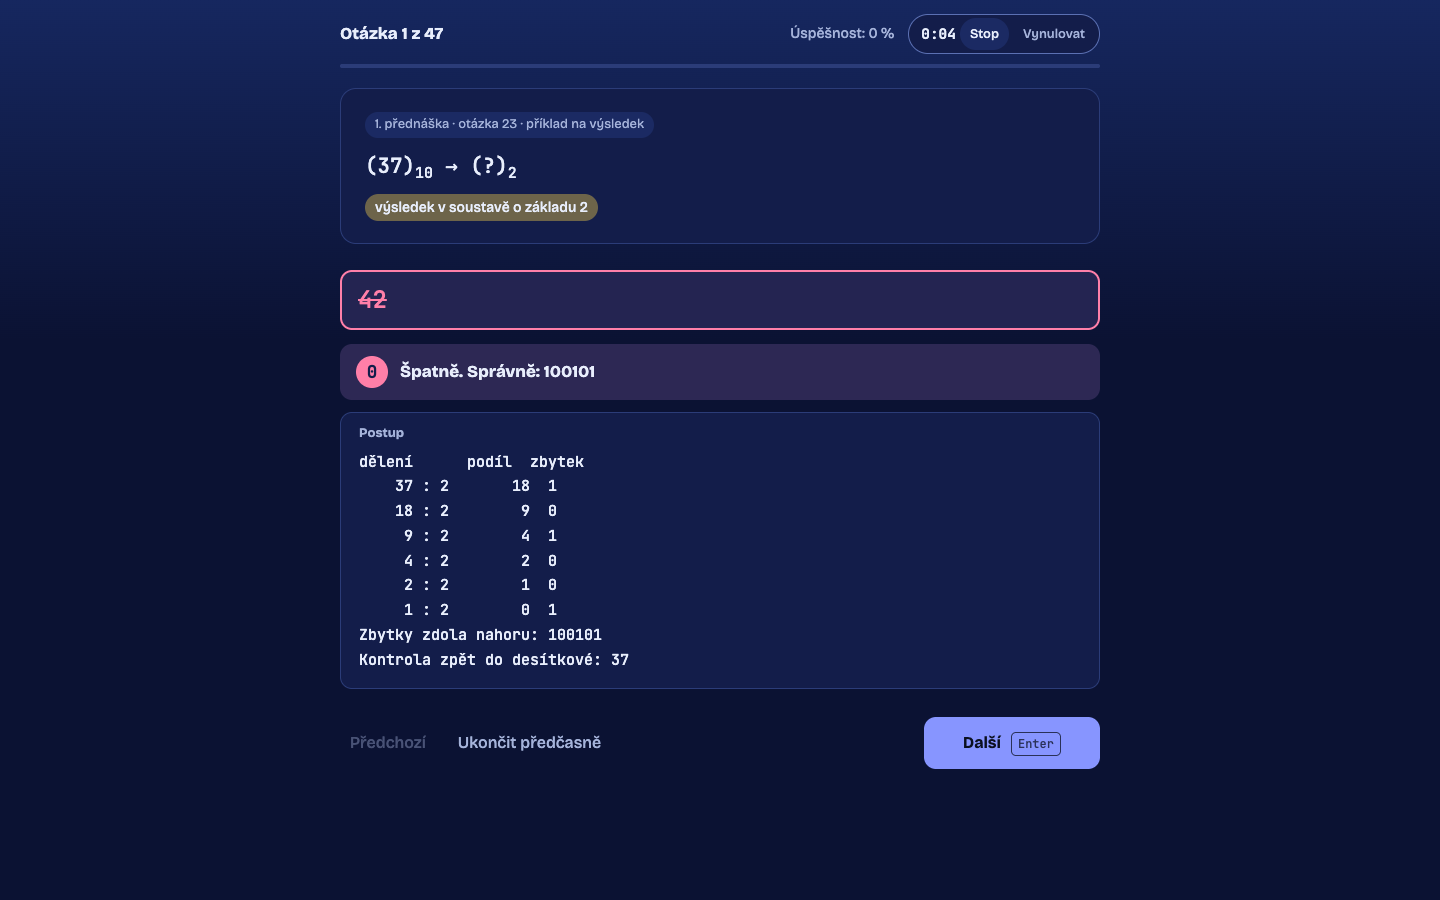 Otázka 1 z 47
Úspěšnost: 0 % 0:04 Stop Vynulovat
1. přednáška · otázka 23 · příklad na výsledek
(37)10 → (?)2
výsledek v soustavě o základu 2
42
0 Špatně. Správně: 100101
Postup
dělení podíl zbytek
37 : 2 18 1
18 : 2 9 0
9 : 2 4 1
4 : 2 2 0
2 : 2 1 0
1 : 2 0 1
Zbytky zdola nahoru: 100101
Kontrola zpět do desítkové: 37
Předchozí Ukončit předčasně Další Enter